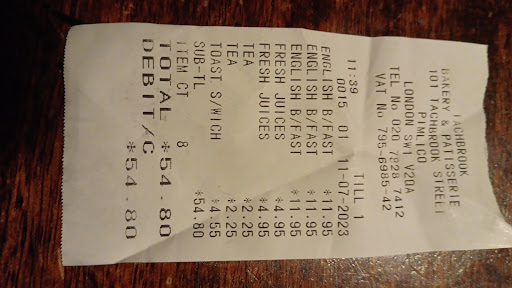 TACHBROOK
BAKERY & PATISSERIE
101 TACHBROOK STREET
PIMLICO
LONDON SW1 V2QA
TEL No 020 7828 7412
VAT No 795-6985-42
TILL 1
11:39 0015 01 11-07-2023
ENGLISH B/FAST *11.95
ENGLISH B/FAST *11.95
ENGLISH B/FAST *11.95
FRESH JUICES *4.95
FRESH JUICES *4.95
TEA *2.25
TEA *2.25
TOAST S/WICH *4.55
SUB-TL *54.80
ITEM CT 8
TOTAL *54.80
DEBIT/C *54.80